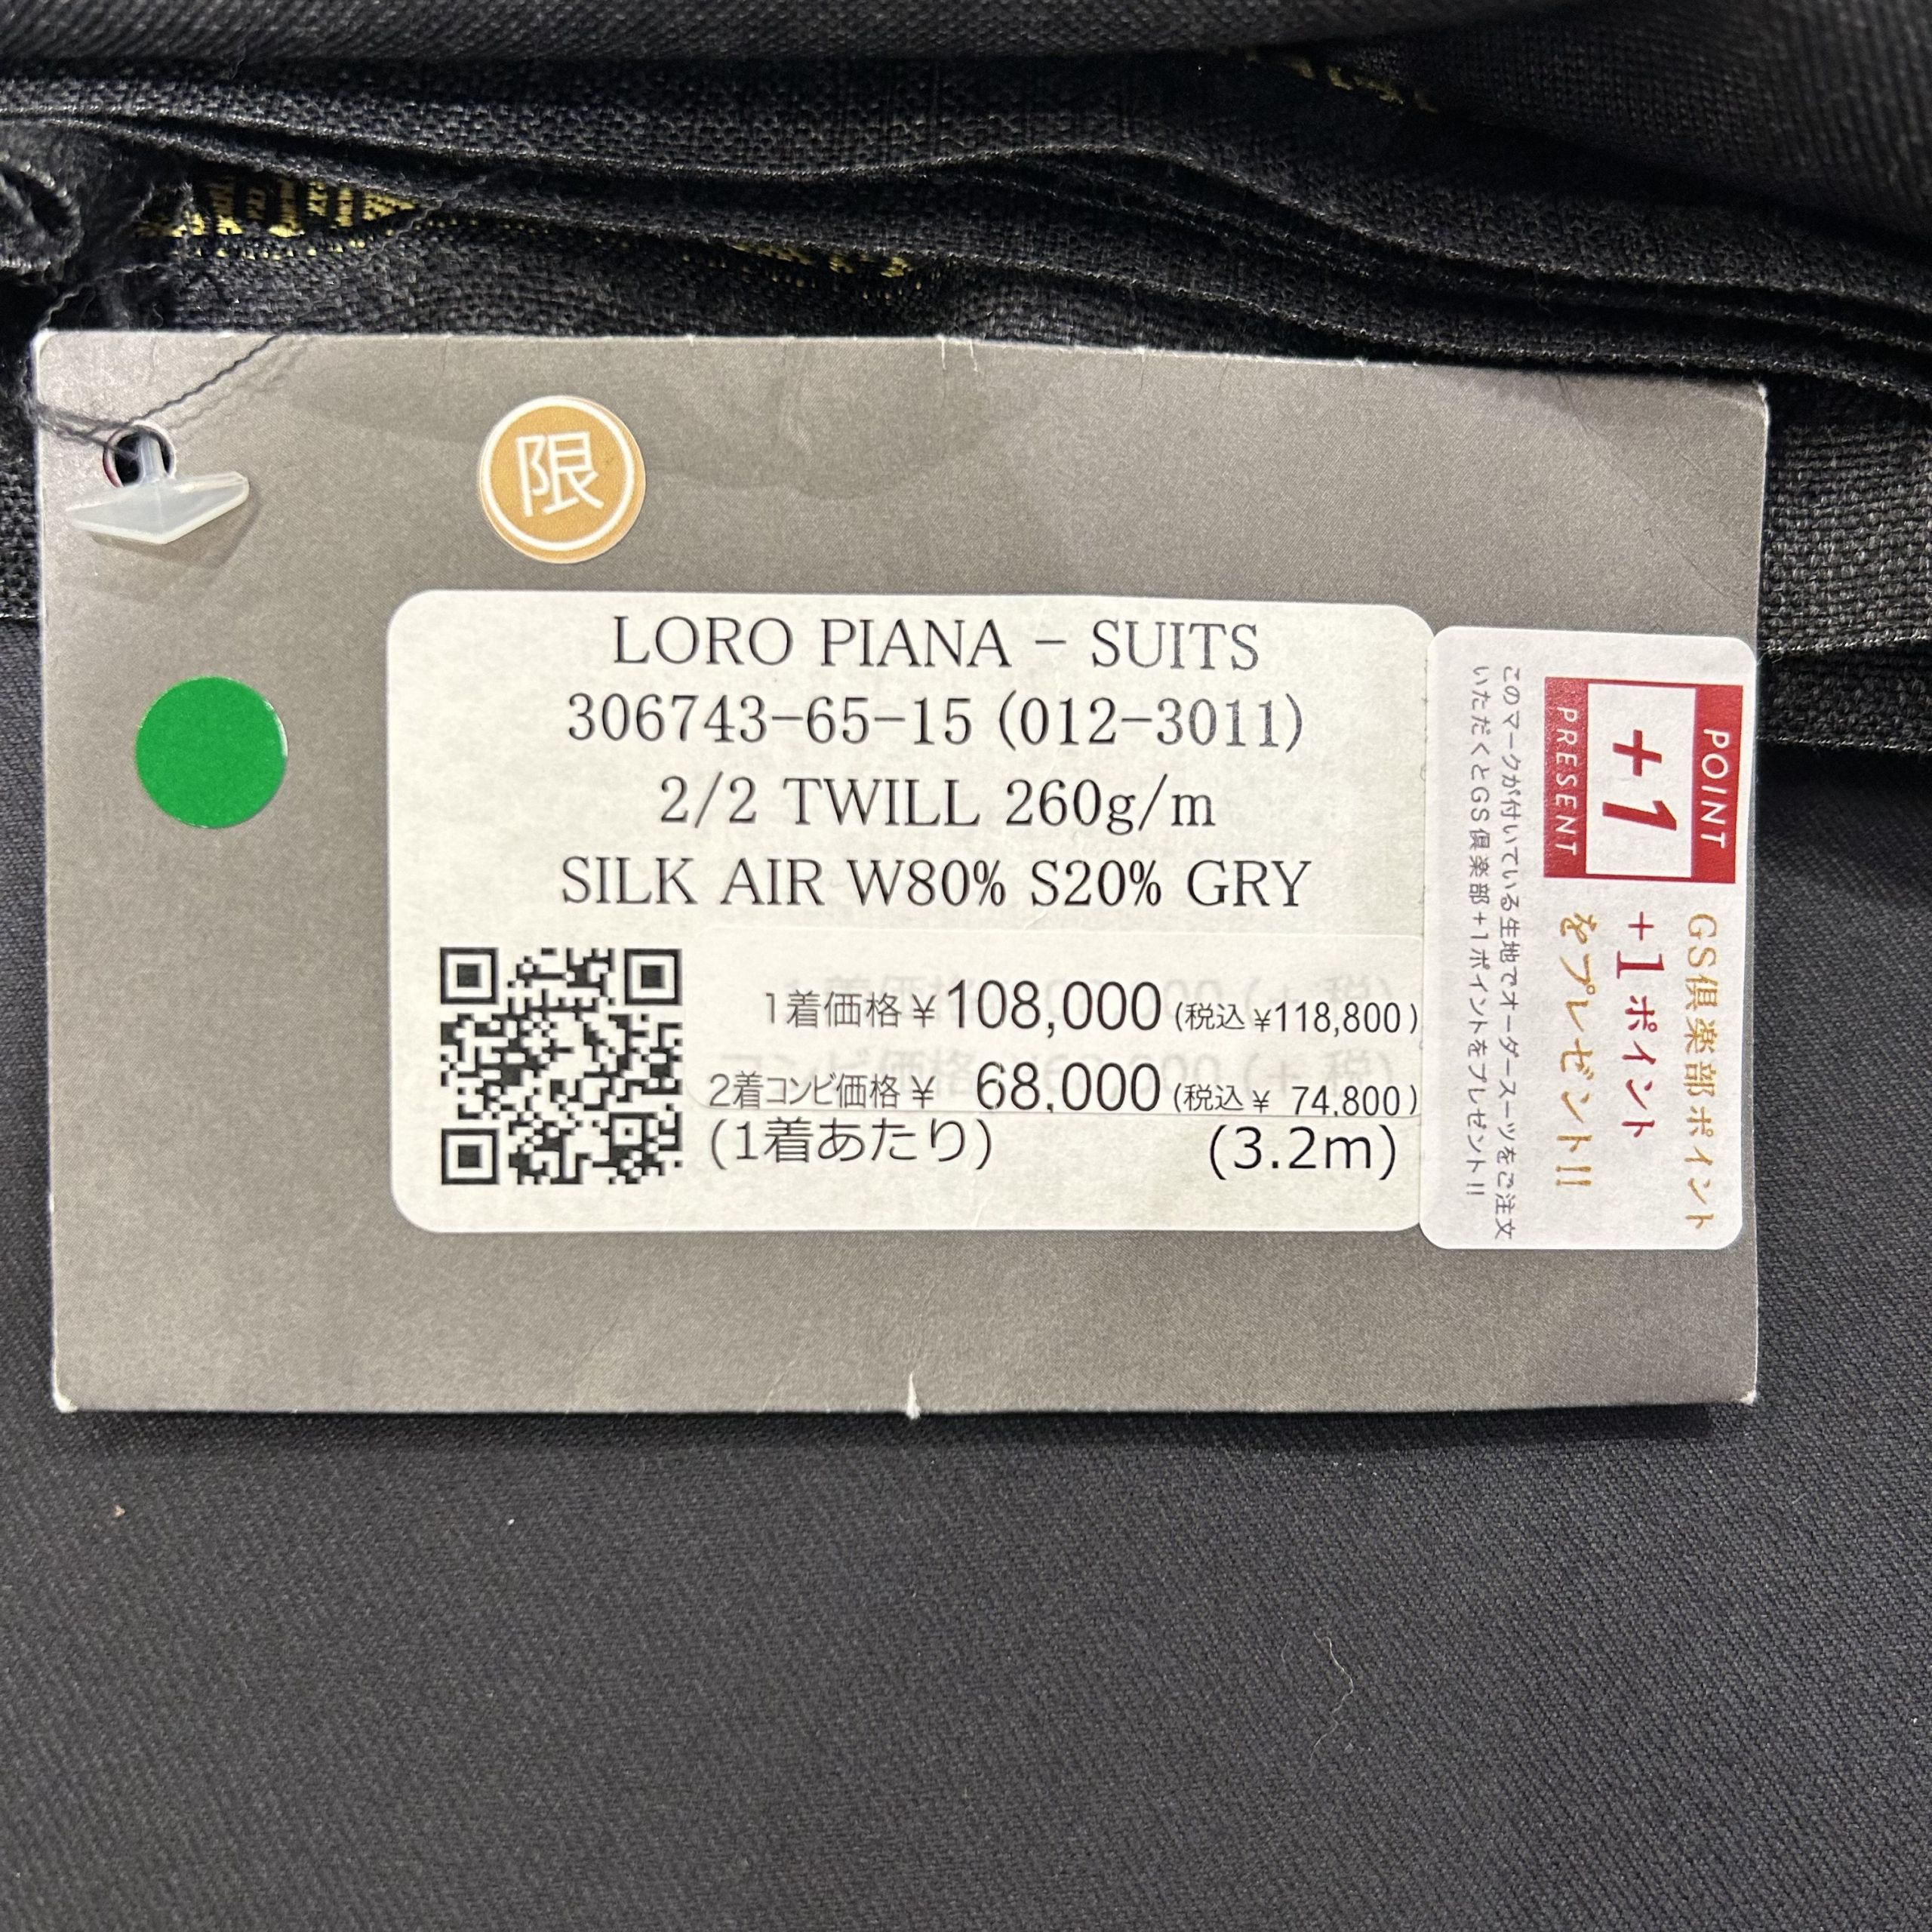 限
LORO PIANA - SUITS
306743-65-15 (012-3011)
2/2 TWILL 260g/m
SILK AIR W80% S20% GRY
1着価格 ¥ 108,000 (税込 ¥118,800)
2着コンビ価格 ¥ 68,000 (税込 ¥ 74,800)
(1着あたり) (3.2m)
POINT
+1
PRESENT
GS倶楽部ポイント
+1ポイント
をプレゼント!!
このマークが付いている生地でオーダースーツをご注文
いただくとGS倶楽部+1ポイントをプレゼント!!